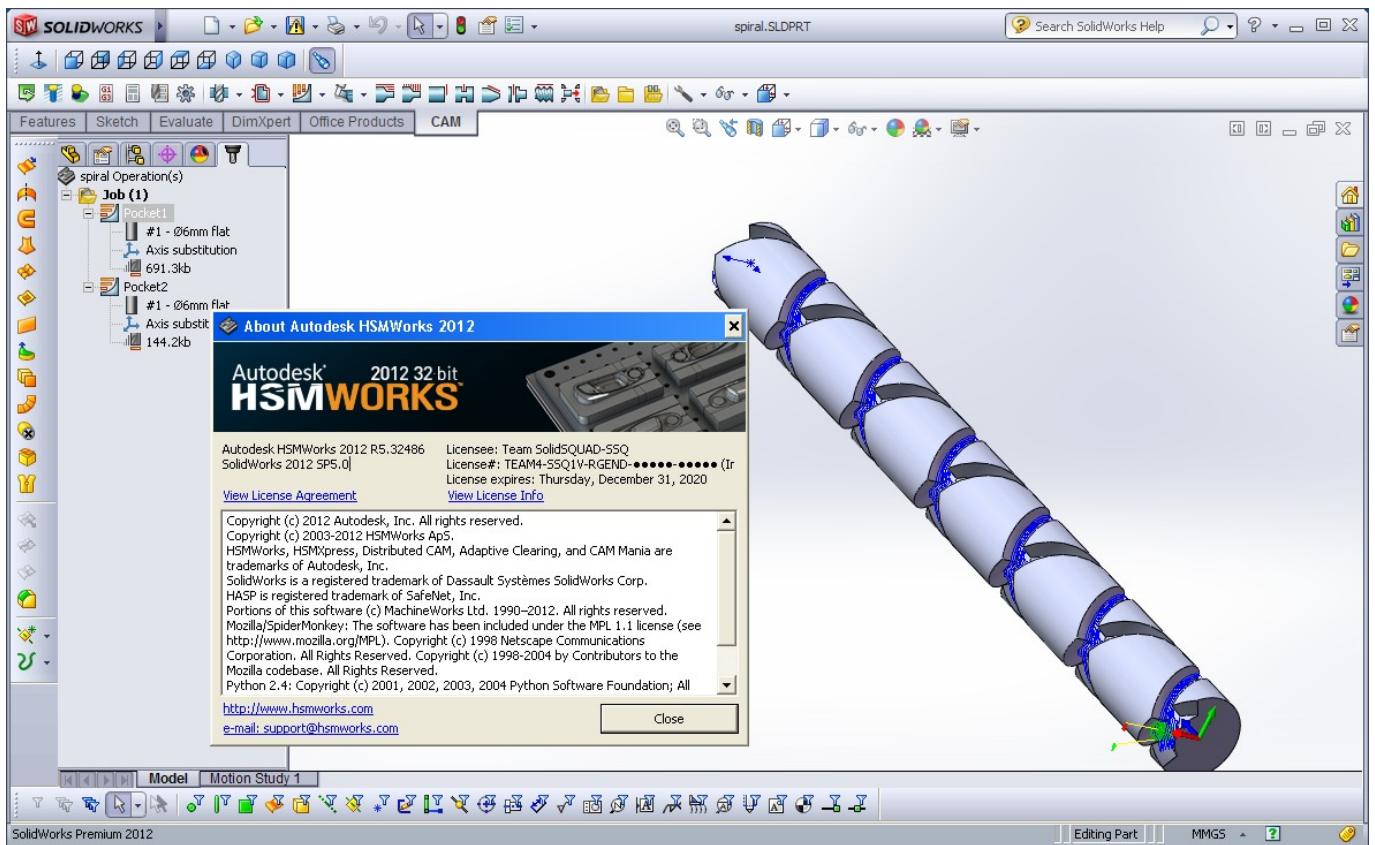 SOLIDWORKS
spiral.SLDPRT
Search SolidWorks Help
Features Sketch Evaluate DimXpert Office Products CAM
spiral Operation(s)
Job (1)
Pocket1
#1 - Ø6mm flat
Axis substitution
691.3kb
Pocket2
#1 - Ø6mm flat
Axis substit
144.2kb
About Autodesk HSMWorks 2012
Autodesk® 2012 32-bit
HSMWORKS™
Autodesk HSMWorks 2012 R5.32486
SolidWorks 2012 SP5.0
Licensee: Team SolidSQUAD-SSQ
License#: TEAM4-SSQ1V-RGEND-●●●●●-●●●●● (Ir
License expires: Thursday, December 31, 2020
View License Agreement
View License Info
Copyright (c) 2012 Autodesk, Inc. All rights reserved.
Copyright (c) 2003-2012 HSMWorks ApS.
HSMWorks, HSMXpress, Distributed CAM, Adaptive Clearing, and CAM Mania are
trademarks of Autodesk, Inc.
SolidWorks is a registered trademark of Dassault Systèmes SolidWorks Corp.
HASP is registered trademark of SafeNet, Inc.
Portions of this software (c) MachineWorks Ltd. 1990–2012. All rights reserved.
Mozilla/SpiderMonkey: The software has been included under the MPL 1.1 license (see
http://www.mozilla.org/MPL). Copyright (c) 1998 Netscape Communications
Corporation. All Rights Reserved. Copyright (c) 1998-2004 by Contributors to the
Mozilla codebase. All Rights Reserved.
Python 2.4: Copyright (c) 2001, 2002, 2003, 2004 Python Software Foundation; All
http://www.hsmworks.com
e-mail: support@hsmworks.com
Close
Model Motion Study 1
SolidWorks Premium 2012
Editing Part
MMGS